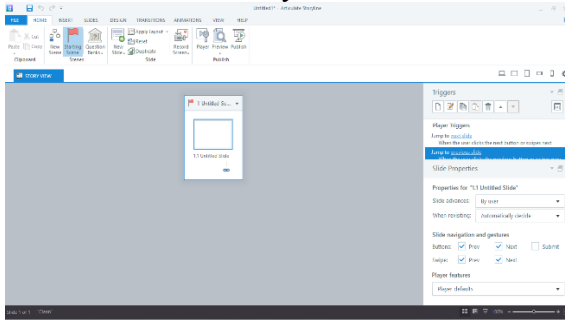 Untitled1* - Articulate Storyline
FILE HOME INSERT SLIDES DESIGN TRANSITIONS ANIMATIONS VIEW HELP
Paste Cut Copy
New Scene Starting Scene Question Banks
New Slide Apply Layout Reset Duplicate
Record Screen
Player Preview Publish
Clipboard Scenes Slide Publish
STORY VIEW
1 Untitled Sc...
1.1 Untitled Slide
Triggers
Player Triggers
Jump to next slide
When the user clicks the next button or swipes next
Jump to previous slide
Slide Properties
Properties for "1.1 Untitled Slide"
Slide advances: By user
When revisiting: Automatically decide
Slide navigation and gestures
Buttons: Prev Next Submit
Swipe: Prev Next
Player features
Player defaults
Slide 1 of 1 "Clean"